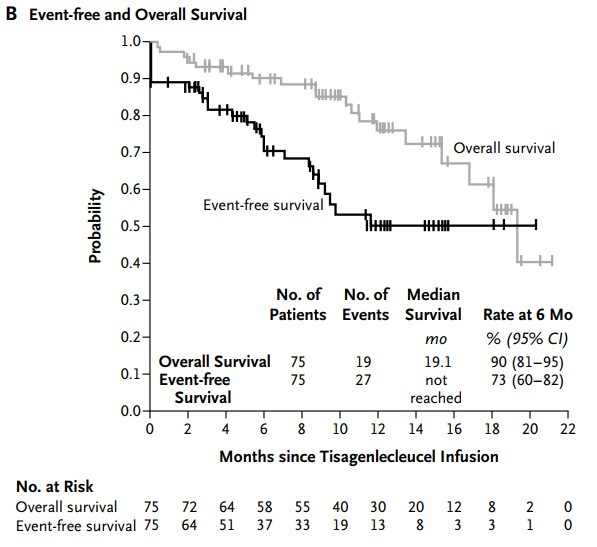 B Event-free and Overall Survival
1.0
0.9
0.8
0.7
0.6
0.5
0.4
0.3
0.2
0.1
0.0
Probability
Overall survival
Event-free survival
No. of Patients No. of Events Median Survival Rate at 6 Mo
mo % (95% CI)
Overall Survival 75 19 19.1 90 (81–95)
Event-free Survival 75 27 not reached 73 (60–82)
0 2 4 6 8 10 12 14 16 18 20 22
Months since Tisagenlecleucel Infusion
No. at Risk
Overall survival 75 72 64 58 55 40 30 20 12 8 2 0
Event-free survival 75 64 51 37 33 19 13 8 3 3 1 0